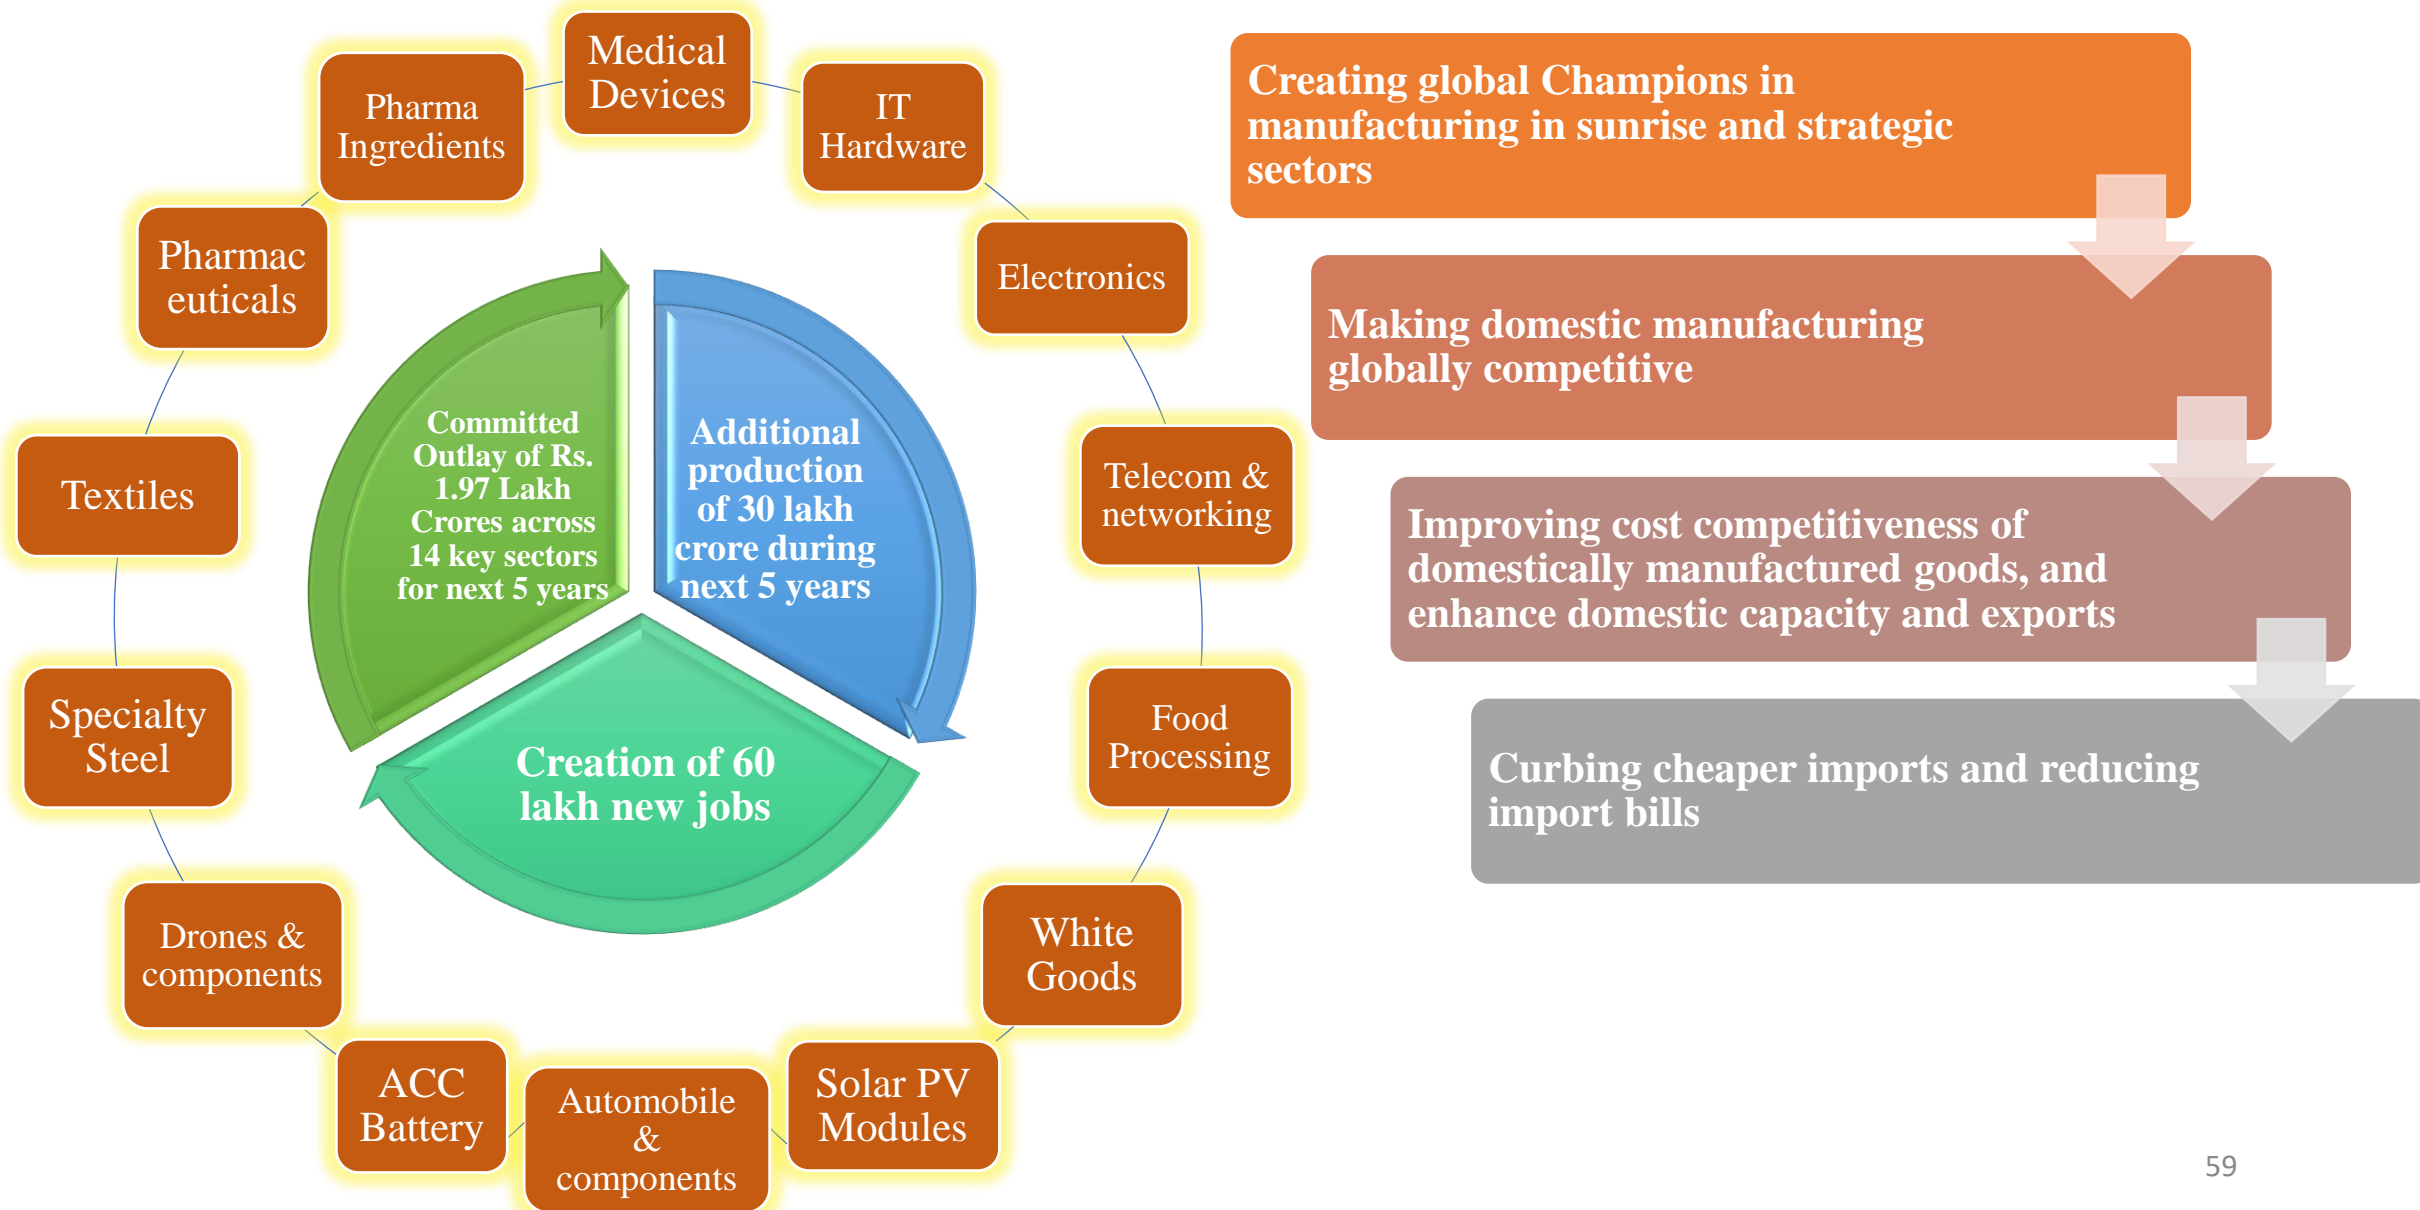 Medical
Devices
IT
Hardware
Electronics
Telecom &
networking
Food
Processing
White
Goods
Solar PV
Modules
Automobile
&
components
ACC
Battery
Drones &
components
Specialty
Steel
Textiles
Pharmac
euticals
Pharma
Ingredients
Committed
Outlay of Rs.
1.97 Lakh
Crores across
14 key sectors
for next 5 years
Additional
production
of 30 lakh
crore during
next 5 years
Creation of 60
lakh new jobs
Creating global Champions in
manufacturing in sunrise and strategic
sectors
Making domestic manufacturing
globally competitive
Improving cost competitiveness of
domestically manufactured goods, and
enhance domestic capacity and exports
Curbing cheaper imports and reducing
import bills
59